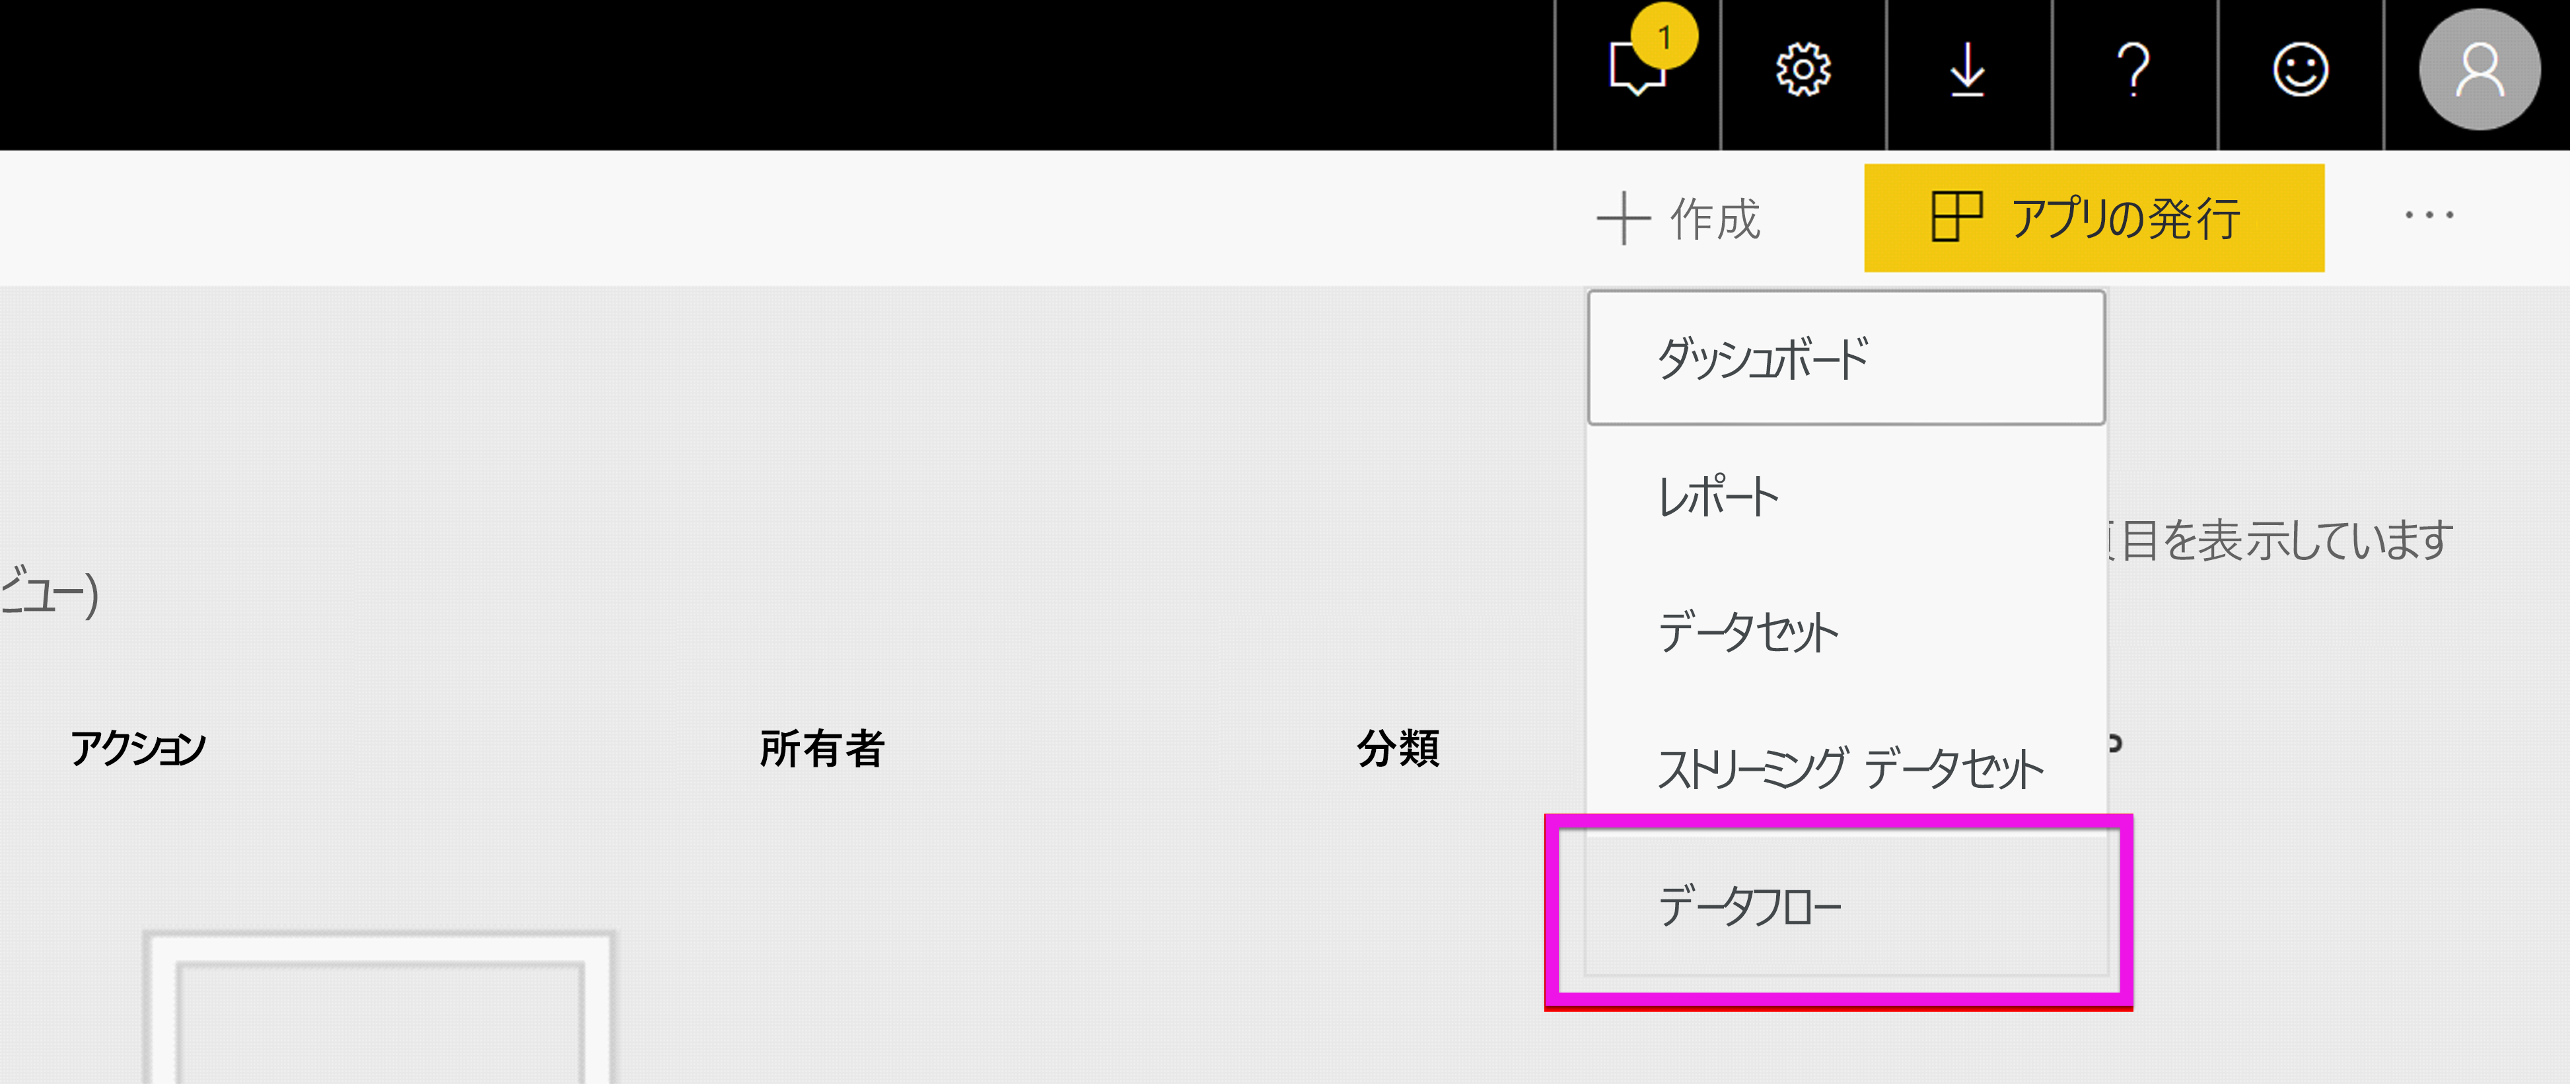 1
作成
アプリの発行
ダッシュボード
レポート
目を表示しています
ビュー)
データセット
アクション
所有者
分類
ストリーミング データセット
データフロー